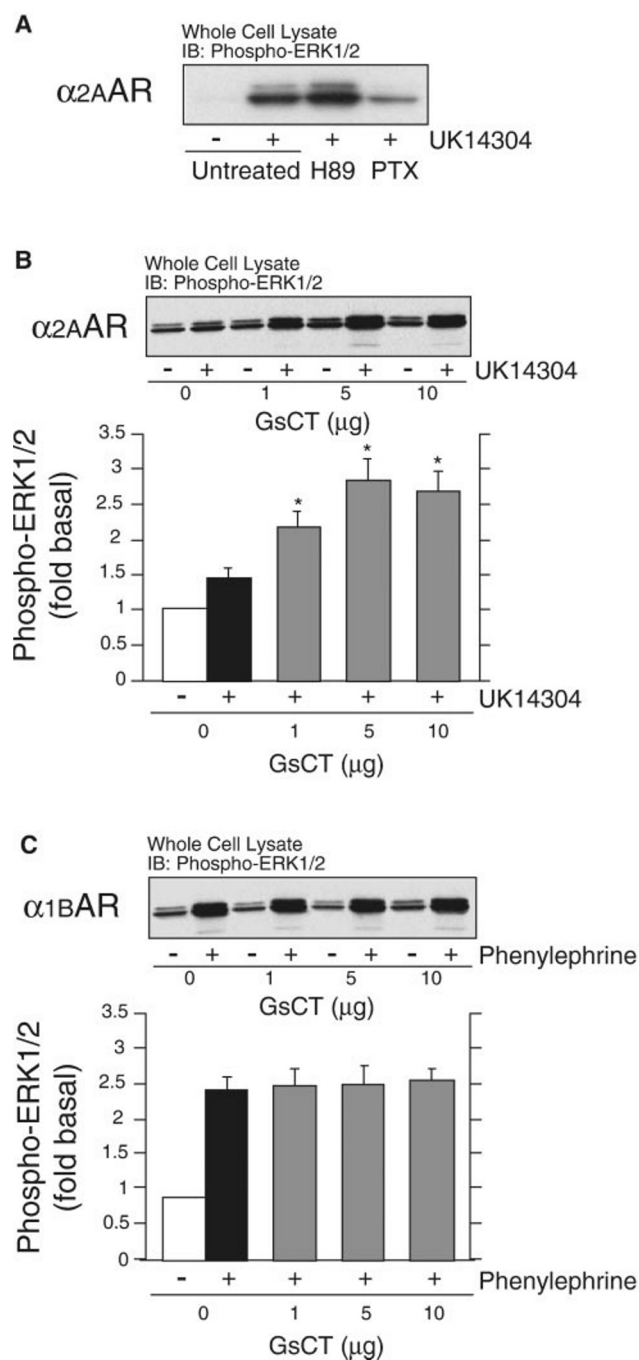 A
Whole Cell Lysate
IB: Phospho-ERK1/2
α2AAR
- + + + UK14304
Untreated H89 PTX
B
Whole Cell Lysate
IB: Phospho-ERK1/2
α2AAR
- + - + - + - + UK14304
0 1 5 10
GsCT (μg)
Phospho-ERK1/2
(fold basal)
3.5
3
2.5
2
1.5
1
0.5
0
* * *
- + + + + UK14304
0 1 5 10
GsCT (μg)
C
Whole Cell Lysate
IB: Phospho-ERK1/2
α1BAR
- + - + - + - + Phenylephrine
0 1 5 10
GsCT (μg)
Phospho-ERK1/2
(fold basal)
3.5
3
2.5
2
1.5
1
0.5
0
- + + + + Phenylephrine
0 1 5 10
GsCT (μg)